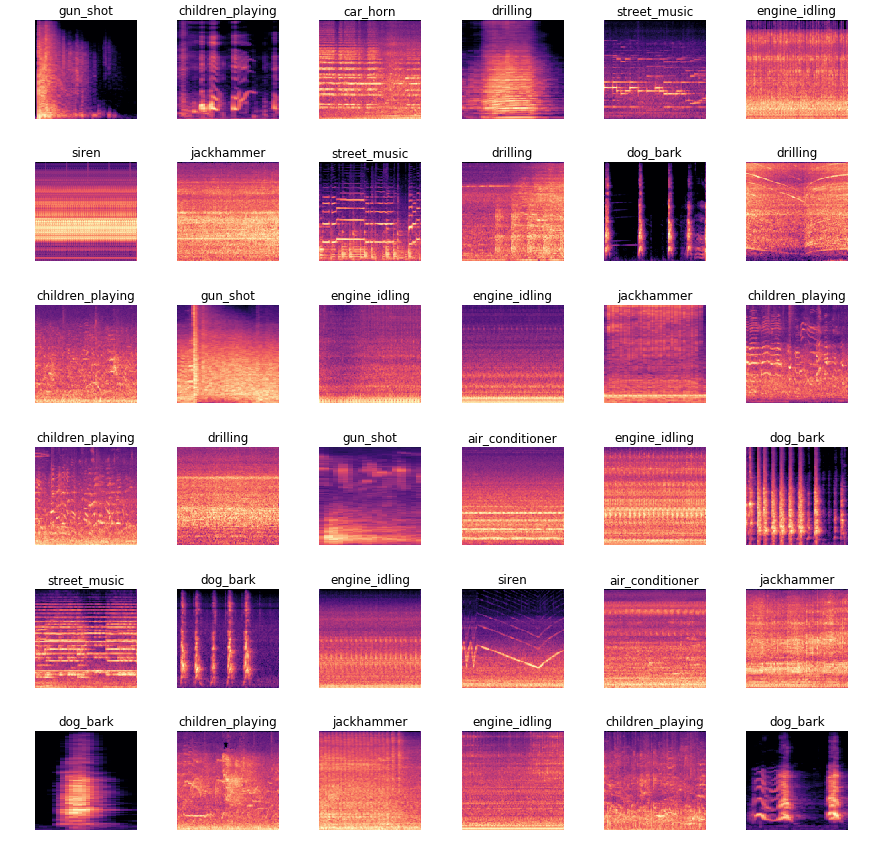 gun_shot children_playing car_horn drilling street_music engine_idling
siren jackhammer street_music drilling dog_bark drilling
children_playing gun_shot engine_idling engine_idling jackhammer children_playing
children_playing drilling gun_shot air_conditioner engine_idling dog_bark
street_music dog_bark engine_idling siren air_conditioner jackhammer
dog_bark children_playing jackhammer engine_idling children_playing dog_bark